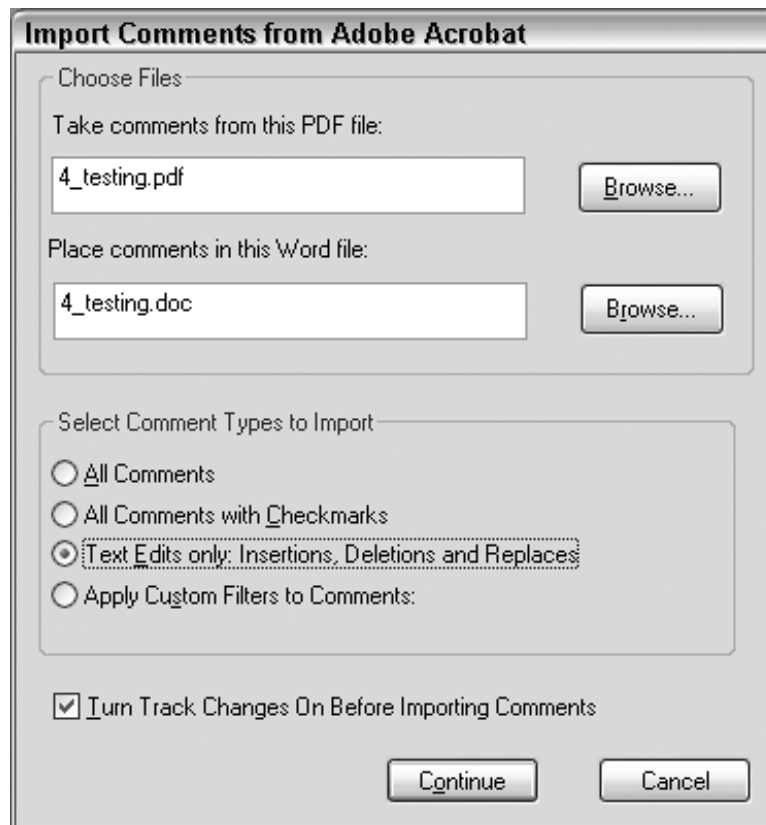 Import Comments from Adobe Acrobat
Choose Files
Take comments from this PDF file:
4_testing.pdf
Browse...
Place comments in this Word file:
4_testing.doc
Browse...
Select Comment Types to Import
All Comments
All Comments with Checkmarks
Text Edits only: Insertions, Deletions and Replaces
Apply Custom Filters to Comments:
Turn Track Changes On Before Importing Comments
Continue
Cancel